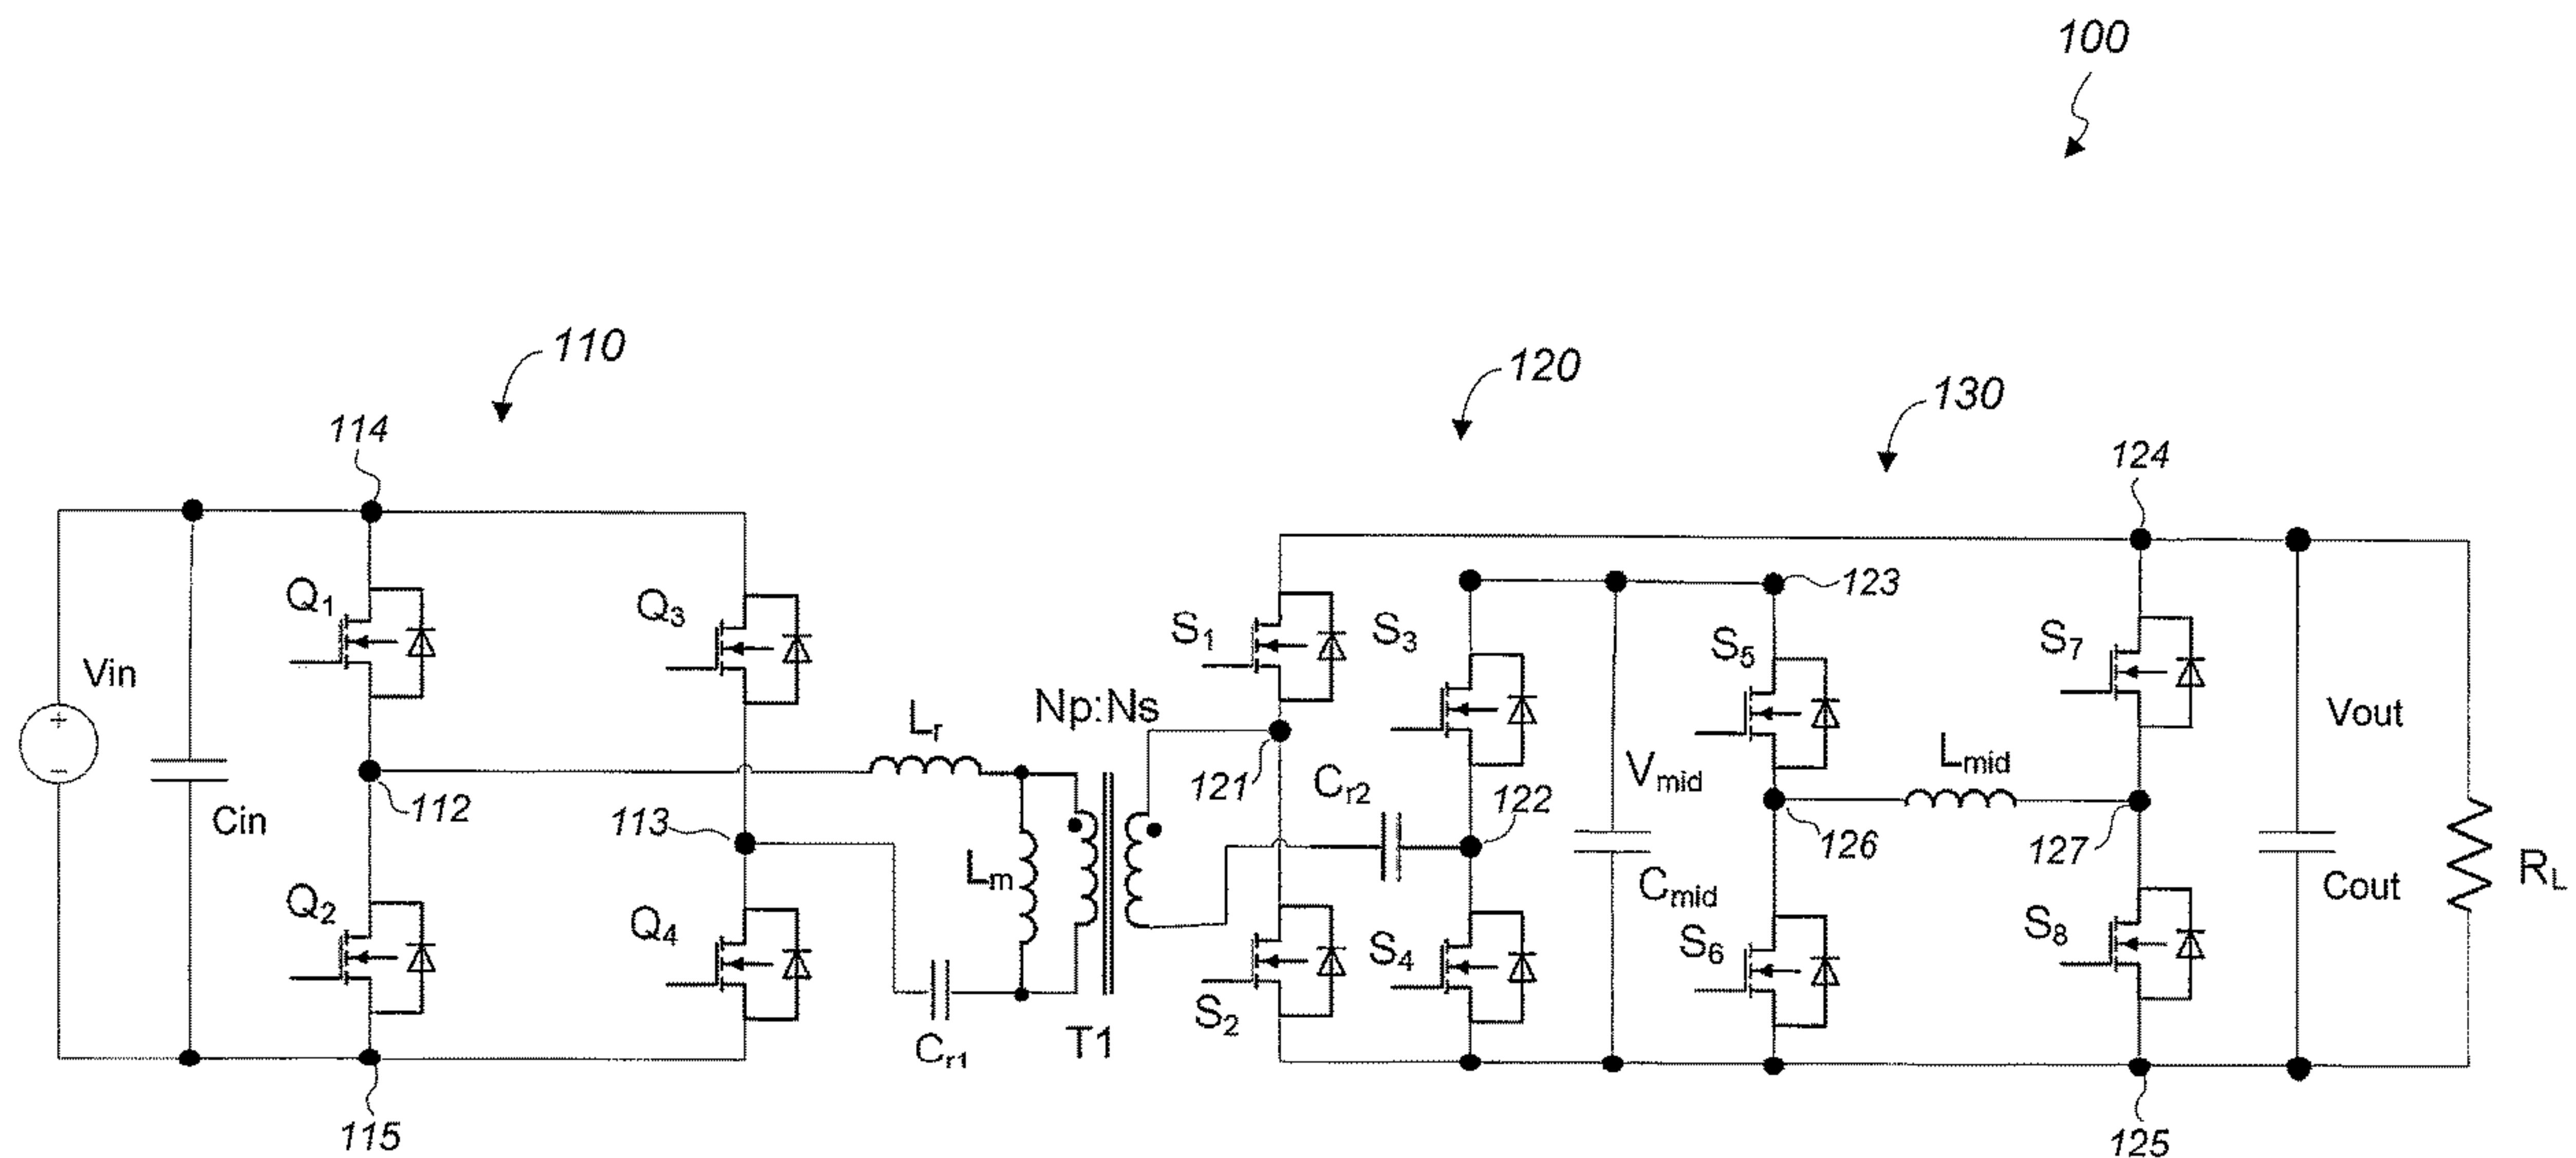 100
110
120
130
114
124
123
Q1
Q3
S1
S3
S5
S7
Vin
Np:Ns
Lr
Vout
Lmid
Vmid
Cr2
121
122
112
113
126
127
Cin
Lm
Cmid
Cout
RL
Q2
Q4
S4
S6
S8
S2
Cr1
T1
115
125